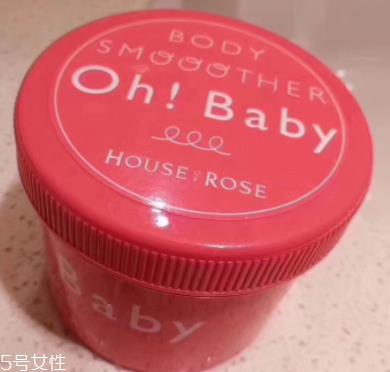 BODY
SMOOOTHER
Oh! Baby
HOUSE OF ROSE
Baby
5号女性